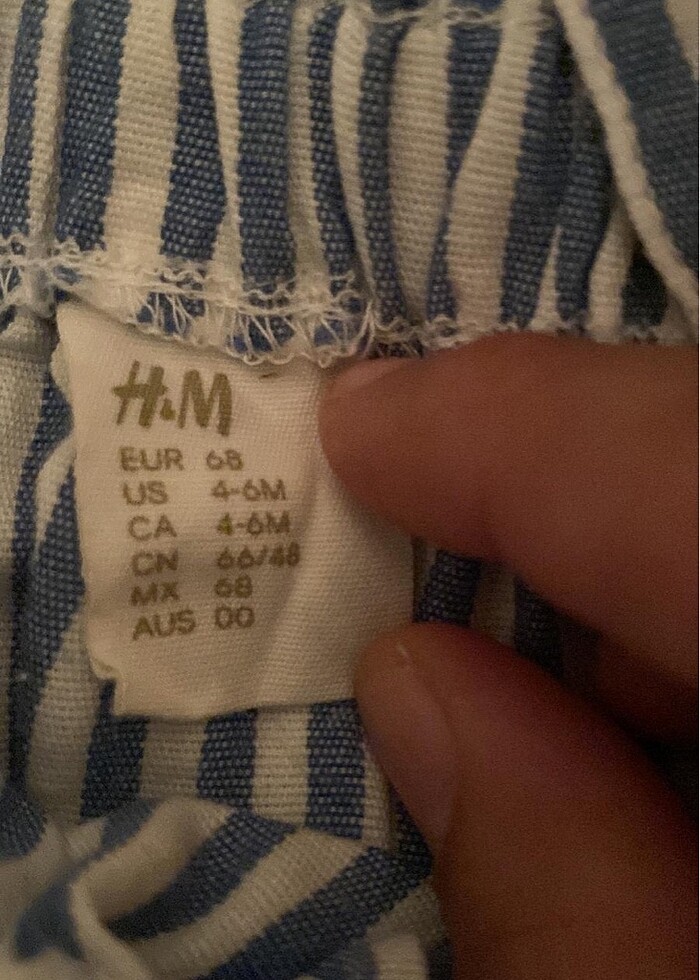 H&M
EUR 68
US 4-6M
CA 4-6M
CN 66/48
MX 68
AUS 00